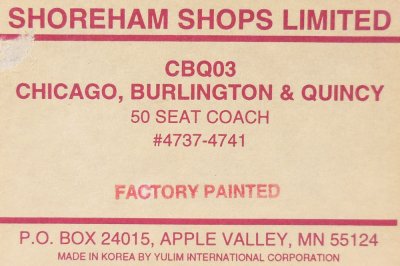 SHOREHAM SHOPS LIMITED
CBQ03
CHICAGO, BURLINGTON & QUINCY
50 SEAT COACH
#4737-4741
FACTORY PAINTED
P.O. BOX 24015, APPLE VALLEY, MN 55124
MADE IN KOREA BY YULIM INTERNATIONAL CORPORATION